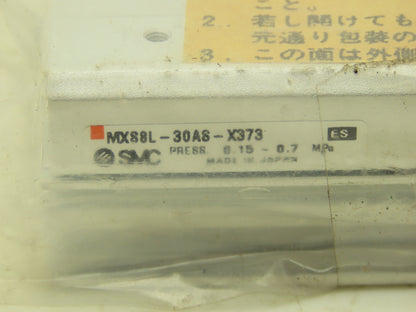 こと。
2. 若し開けても
元通り包装の
3. この面は外側
MXS8L-30AS-X373 ES
SMC PRESS. 0.15 ~ 0.7 MPa
MADE IN JAPAN